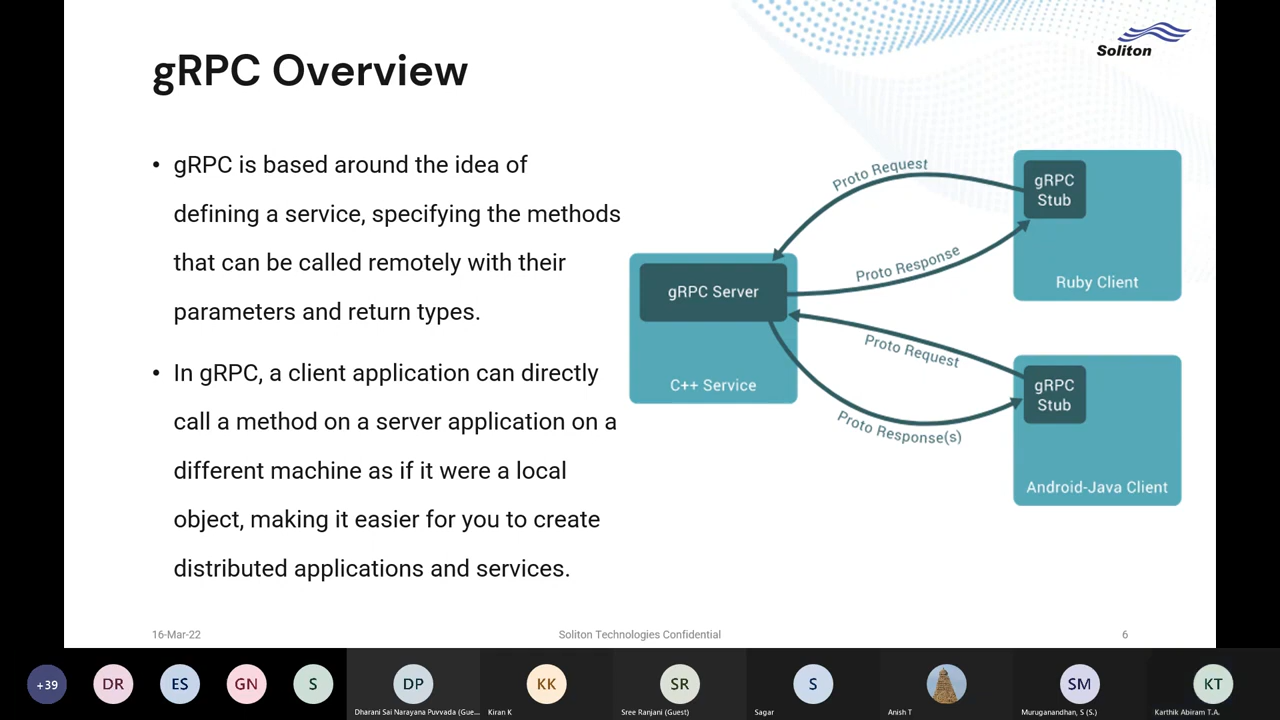 gRPC Overview
Soliton
• gRPC is based around the idea of
defining a service, specifying the methods
that can be called remotely with their
parameters and return types.
• In gRPC, a client application can directly
call a method on a server application on a
different machine as if it were a local
object, making it easier for you to create
distributed applications and services.
gRPC Server
C++ Service
Proto Request
Proto Response
gRPC
Stub
Ruby Client
Proto Request
Proto Response(s)
gRPC
Stub
Android-Java Client
16-Mar-22
Soliton Technologies Confidential
6
+39
DR
ES
GN
S
DP
Dharani Sai Narayana Puvvada (Gue...
KK
Kiran K
SR
Sree Ranjani (Guest)
S
Sagar
Anish T
SM
Muruganandhan, S (S.)
KT
Karthik Abiram T.A.